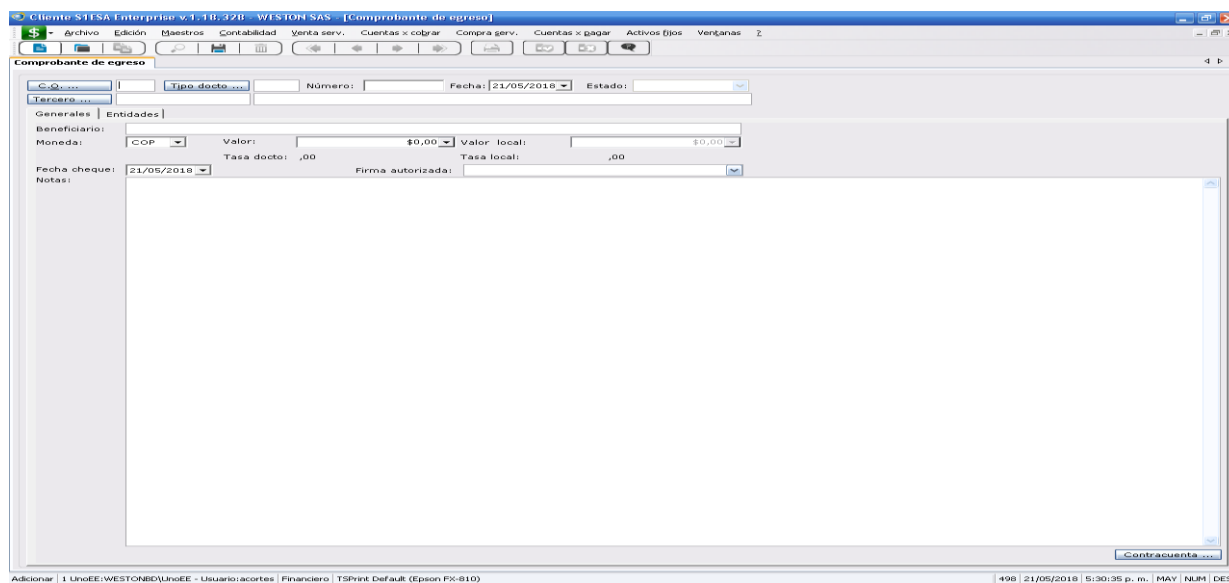 Cliente S1ESA Enterprise v.1.18.328 - WESTON SAS - [Comprobante de egreso]
$ Archivo Edición Maestros Contabilidad Venta serv. Cuentas x cobrar Compra serv. Cuentas x pagar Activos fijos Ventanas ?
Comprobante de egreso
C.O. ... Tipo docto ... Número: Fecha: 21/05/2018 Estado:
Tercero ...
Generales Entidades
Beneficiario:
Moneda: COP Valor: $0,00 Valor local: $0,00
Tasa docto: ,00 Tasa local: ,00
Fecha cheque: 21/05/2018 Firma autorizada:
Notas:
Contracuenta ...
Adicionar 1 UnoEE:WESTONBD\UnoEE - Usuario:acortes Financiero TSPrint Default (Epson FX-810) 498 21/05/2018 5:30:35 p. m. MAY NUM DES